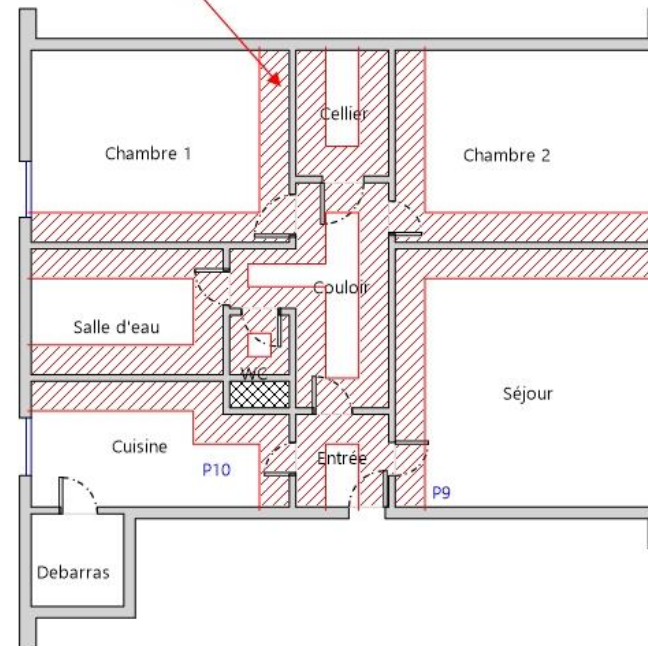 Cellier
Chambre 1
Chambre 2
Couloir
Salle d'eau
WC
Séjour
Cuisine
Entrée
P10
P9
Debarras